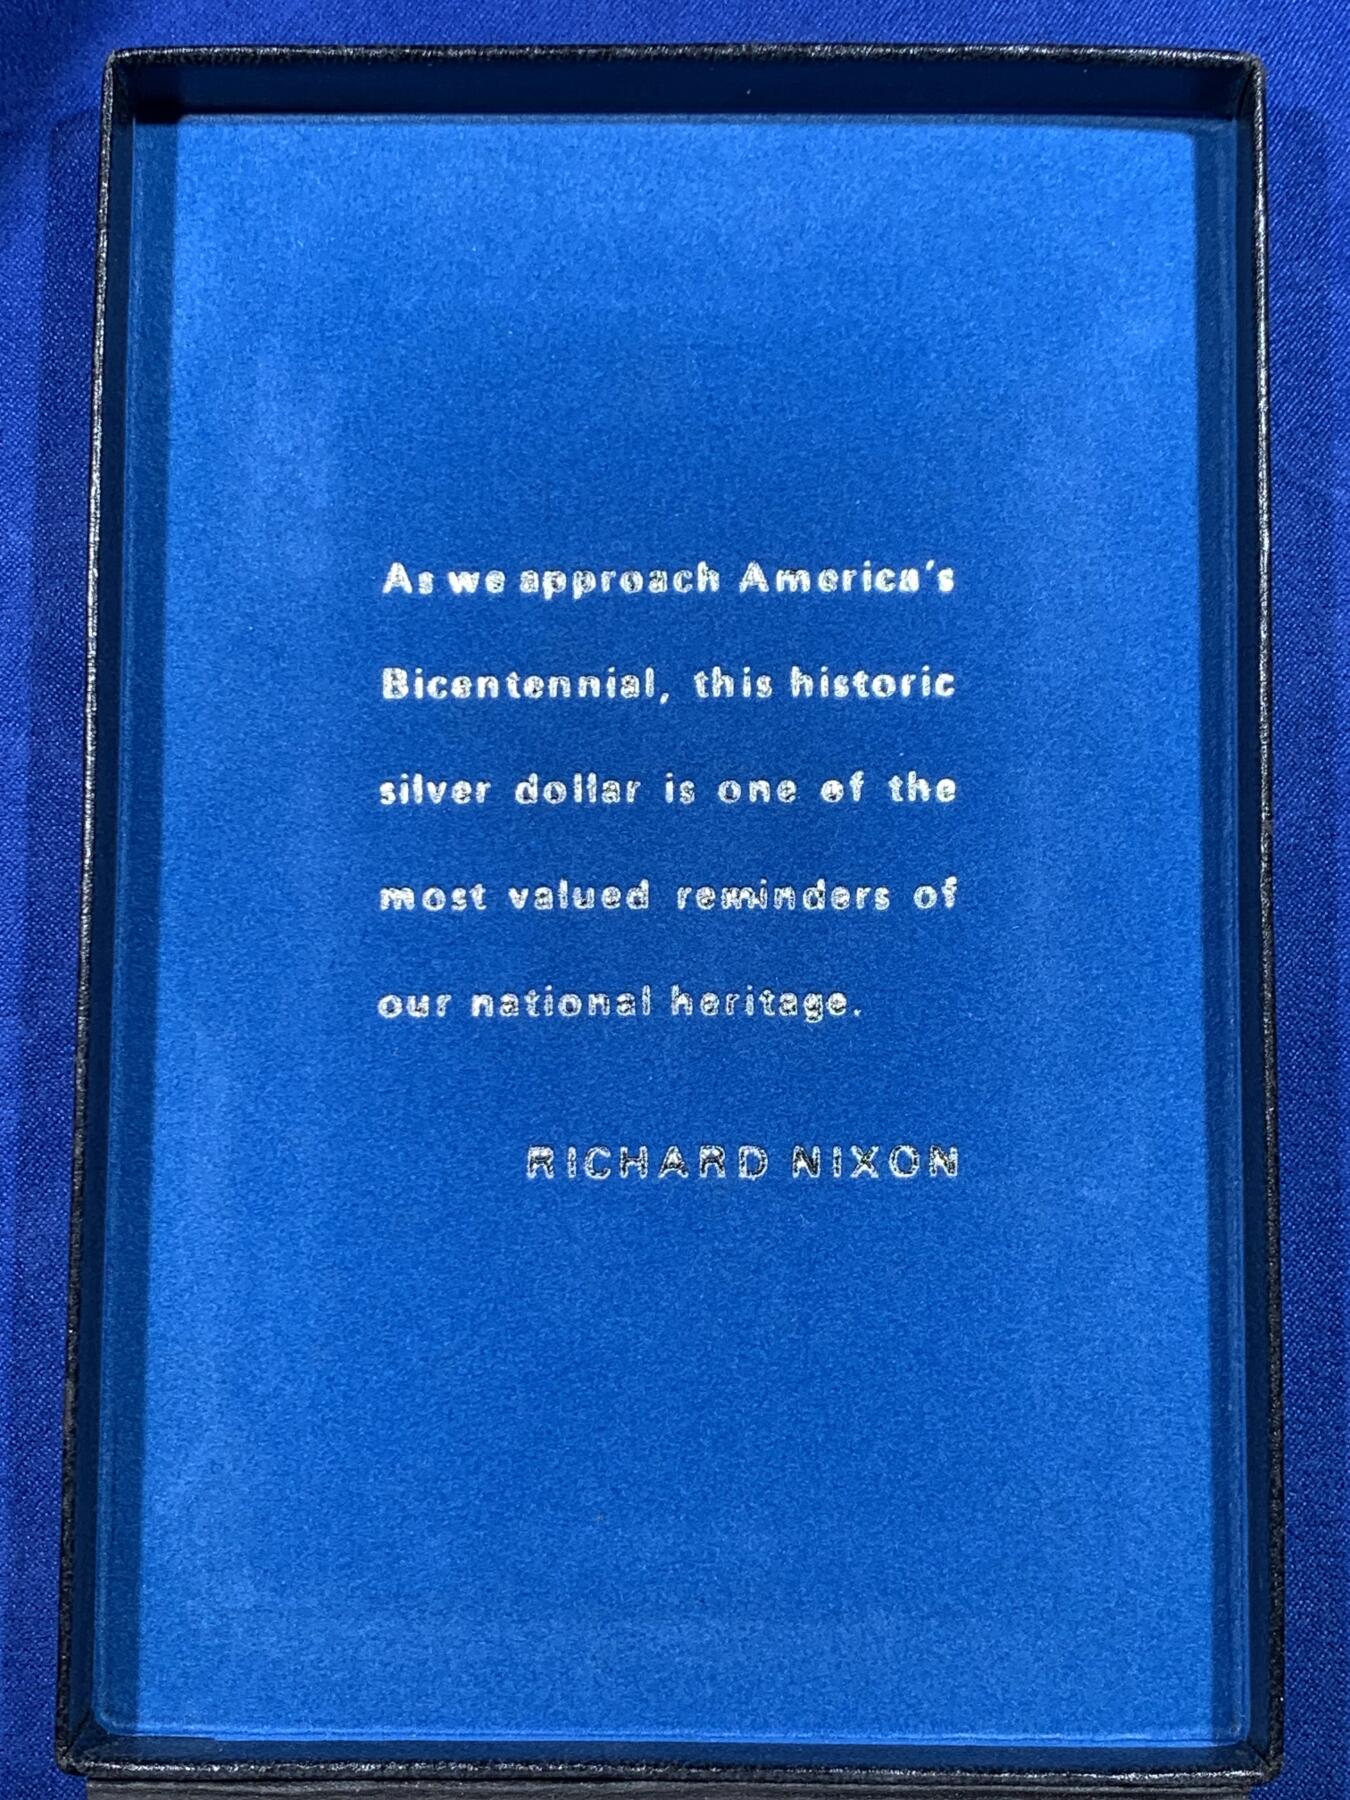 As we approach America's
Bicentennial, this historic
silver dollar is one of the
most valued reminders of
our national heritage.
RICHARD NIXON